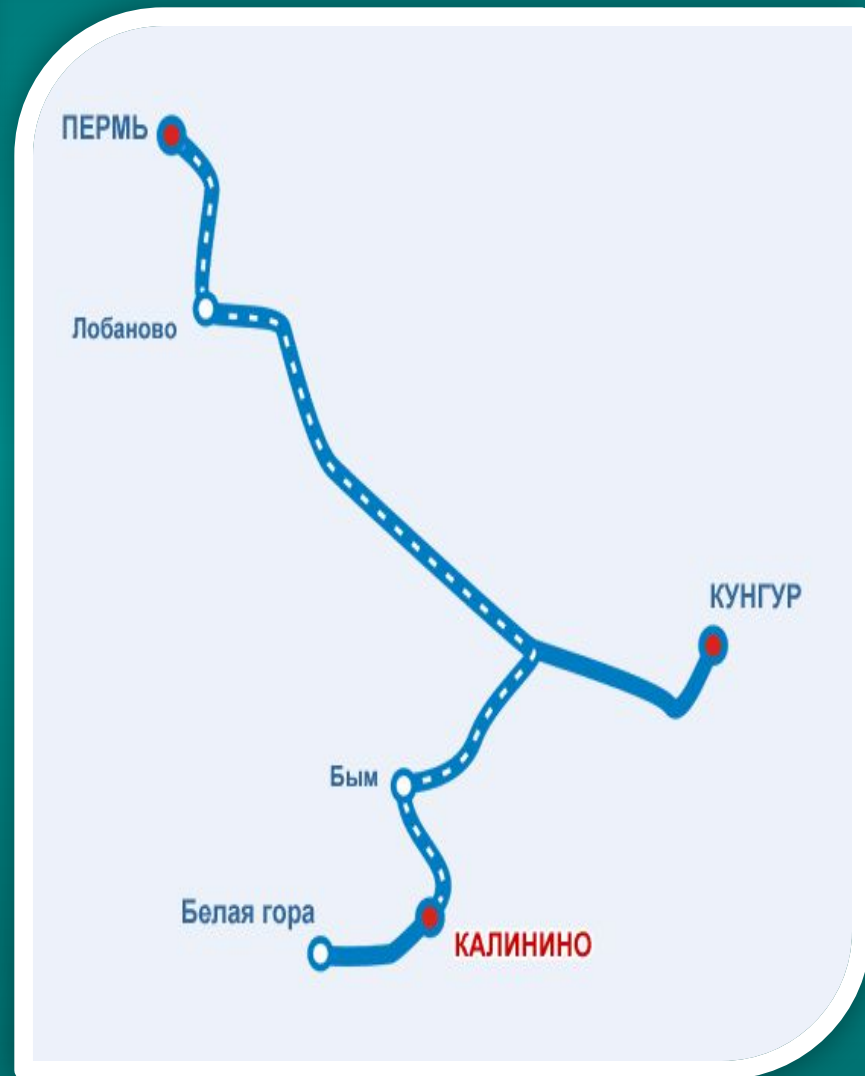 ПЕРМЬ
Лобаново
КУНГУР
Бым
Белая гора
КАЛИНИНО